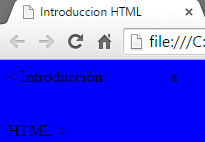 Introduccion HTML
file:///C:
< Introducción a
HTML >